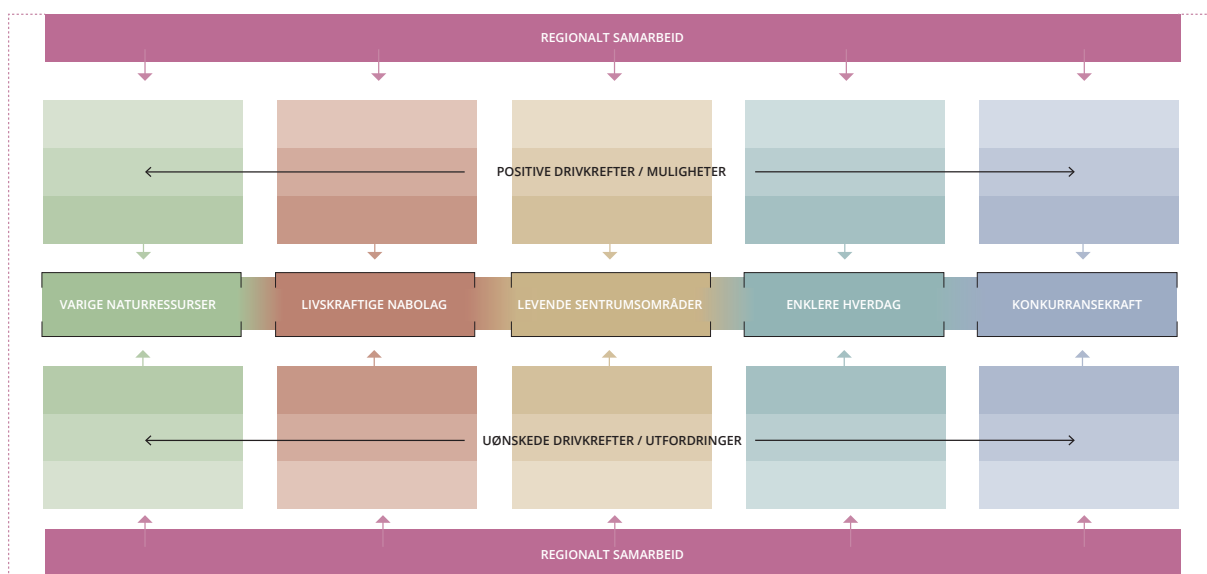 REGIONALT SAMARBEID
POSITIVE DRIVKREFTER / MULIGHETER
VARIGE NATURRESSURSER
LIVSKRAFTIGE NABOLAG
LEVENDE SENTRUMSOMRÅDER
ENKLERE HVERDAG
KONKURRANSEKRAFT
UØNSKEDE DRIVKREFTER / UTFORDRINGER
REGIONALT SAMARBEID